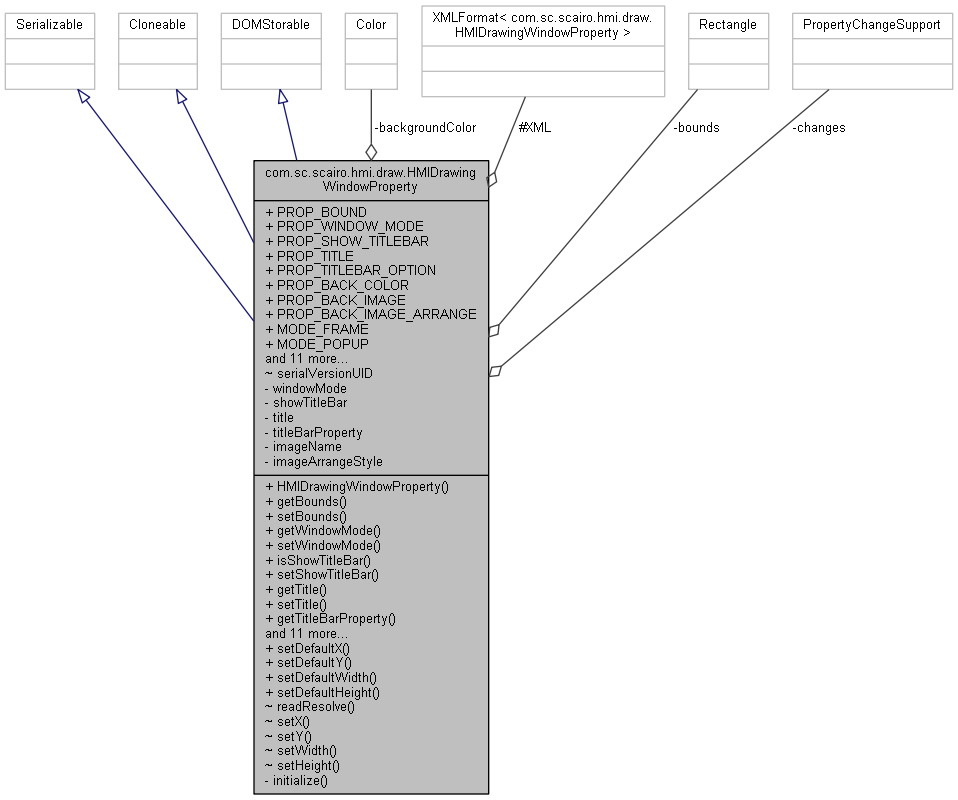 Serializable
Cloneable
DOMStorable
Color
XMLFormat< com.sc.scairo.hmi.draw.
HMIDrawingWindowProperty >
Rectangle
PropertyChangeSupport
-backgroundColor
#XML
-bounds
-changes
com.sc.scairo.hmi.draw.HMIDrawing
WindowProperty
+ PROP_BOUND
+ PROP_WINDOW_MODE
+ PROP_SHOW_TITLEBAR
+ PROP_TITLE
+ PROP_TITLEBAR_OPTION
+ PROP_BACK_COLOR
+ PROP_BACK_IMAGE
+ PROP_BACK_IMAGE_ARRANGE
+ MODE_FRAME
+ MODE_POPUP
and 11 more...
~ serialVersionUID
- windowMode
- showTitleBar
- title
- titleBarProperty
- imageName
- imageArrangeStyle
+ HMIDrawingWindowProperty()
+ getBounds()
+ setBounds()
+ getWindowMode()
+ setWindowMode()
+ isShowTitleBar()
+ setShowTitleBar()
+ getTitle()
+ setTitle()
+ getTitleBarProperty()
and 11 more...
+ setDefaultX()
+ setDefaultY()
+ setDefaultWidth()
+ setDefaultHeight()
~ readResolve()
~ setX()
~ setY()
~ setWidth()
~ setHeight()
- initialize()